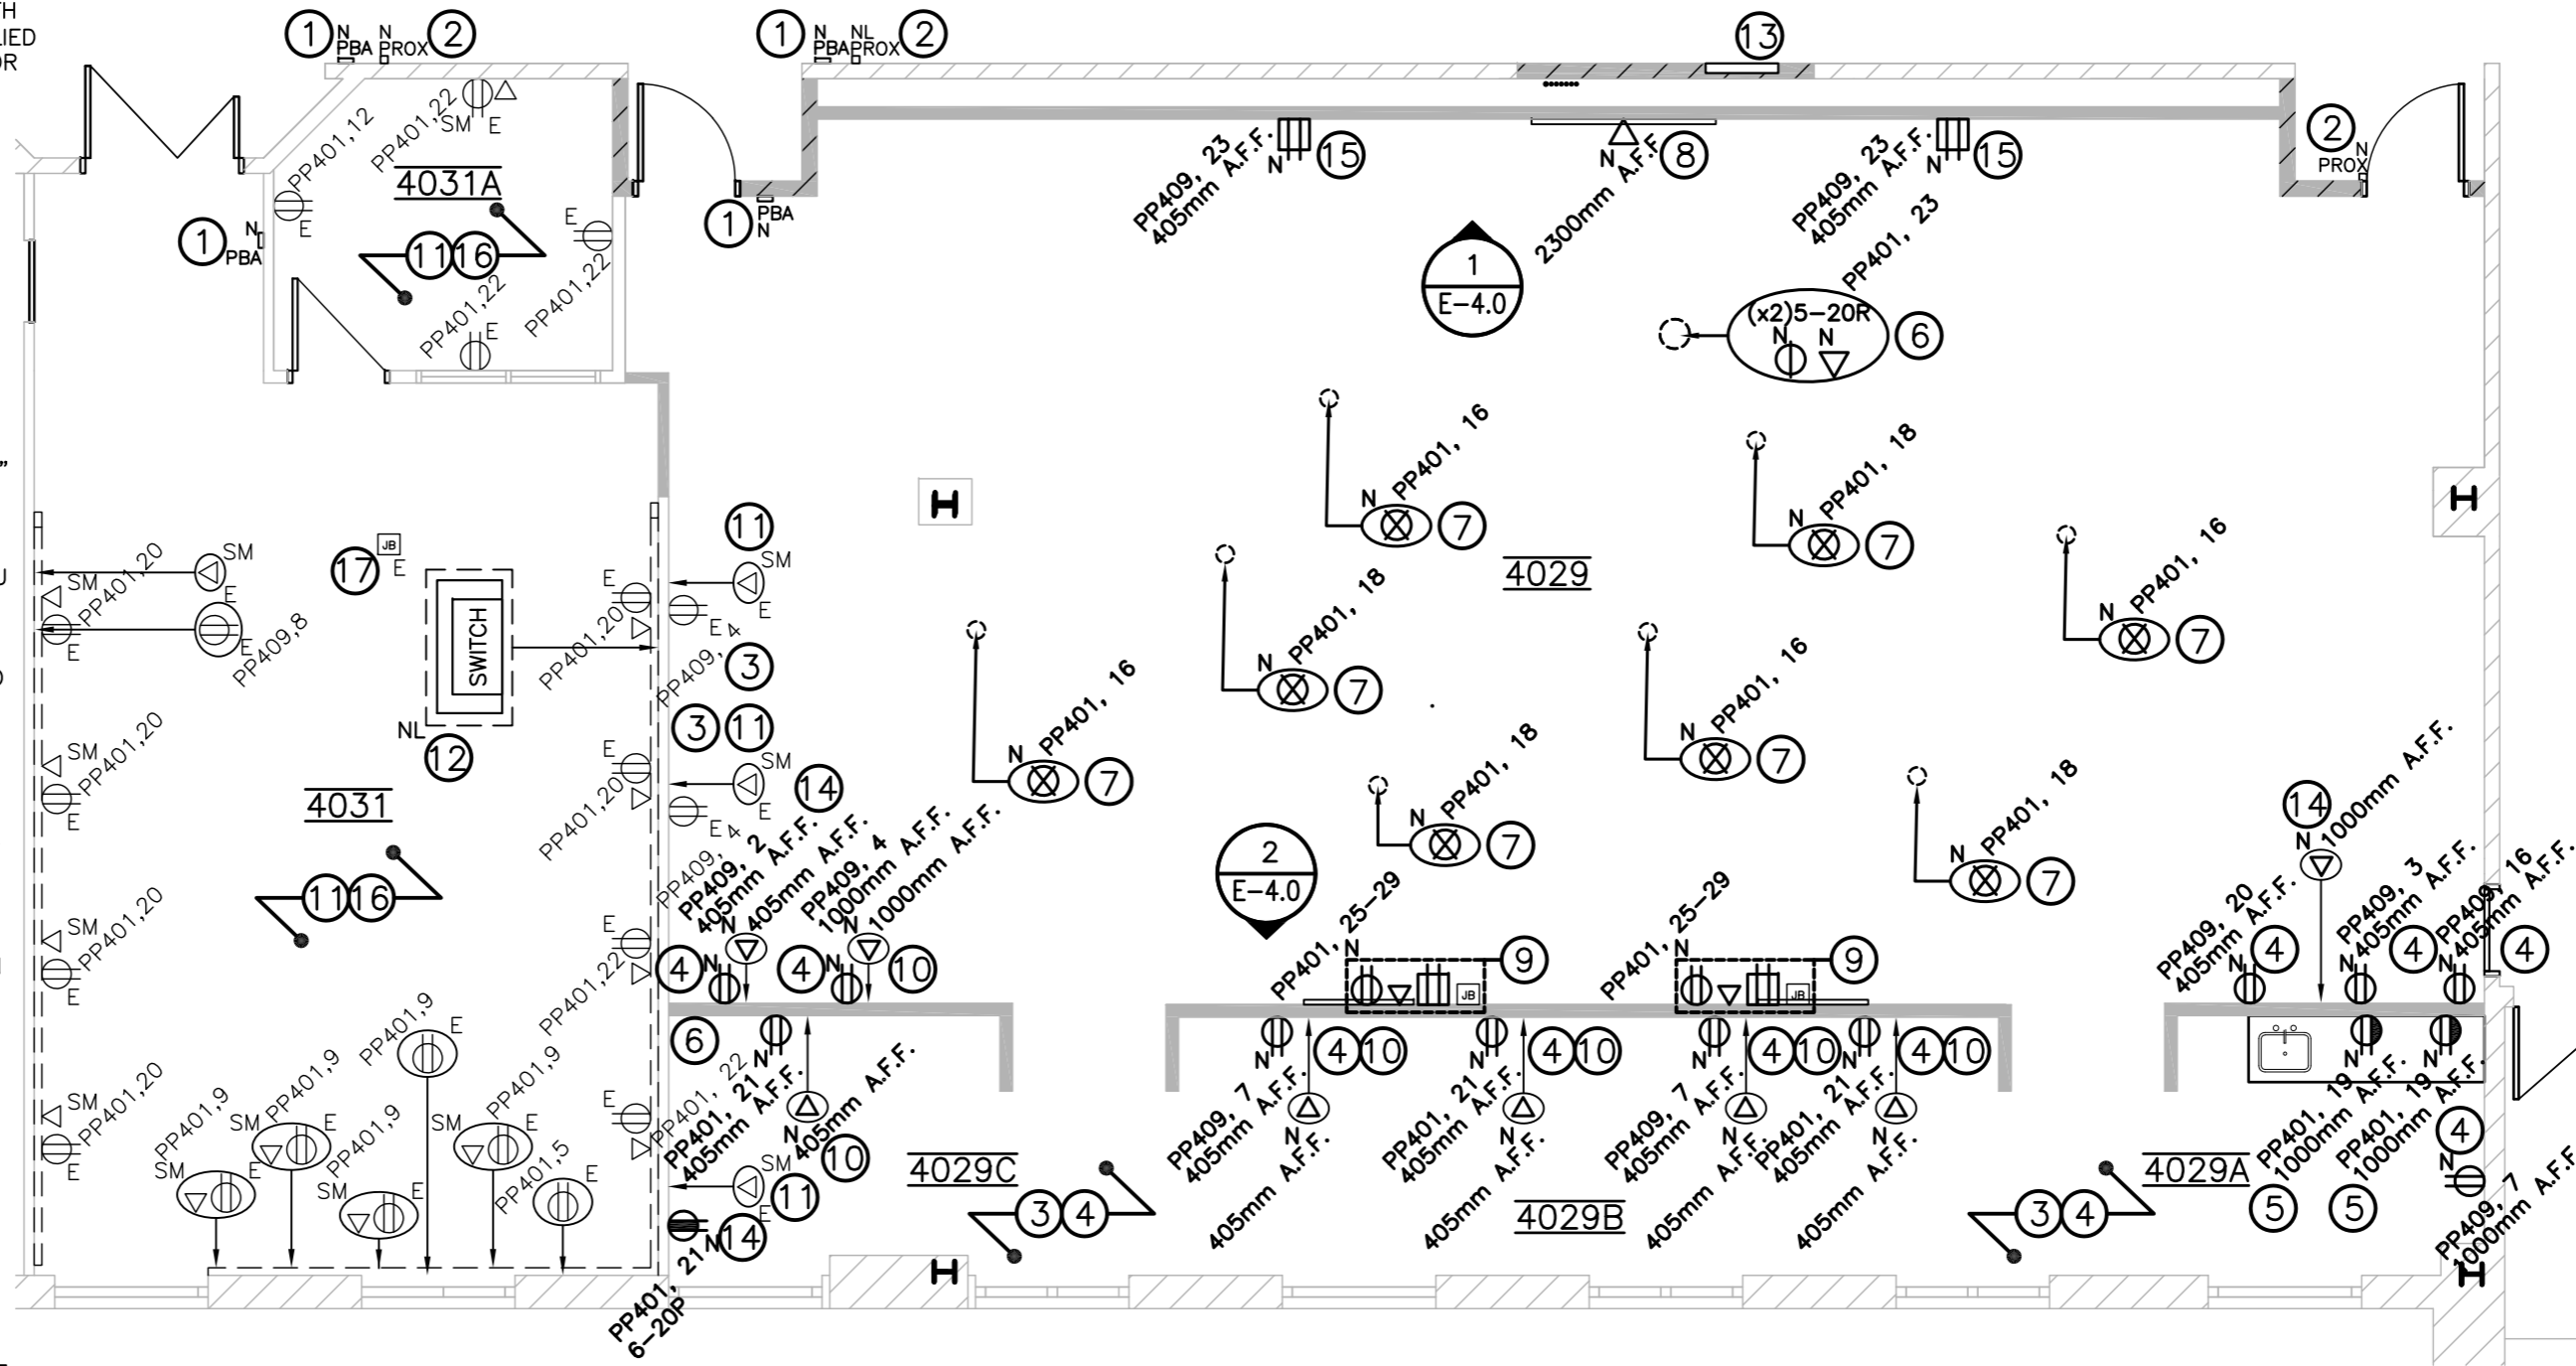 TH
LIED
OR
1
N
PBA
N
PROX
2
1
N
PBA
NL
PROX
2
13
PP401,12
E
PP401,22
SM E
4031A
11 16
E
PP401,22
PP401,22
E
1
N
PBA
1
PBA
N
PP409, 23
405mm A.F.F.
N
15
N
8
2300mm A.F.F
PP409, 23
405mm A.F.F.
N
15
2
N
PROX
1
E-4.0
PP401, 23
(x2)5-20R
N N
6
N
PP401, 16
7
N
PP401, 18
7
N
PP401, 16
7
4029
N
PP401, 18
7
N
PP401, 16
7
N
PP401, 16
7
N
PP401, 18
7
N
PP401, 18
7
"
U
SM
PP401,20
E
SM
E
E
PP409,8
17
JB
E
SWITCH
NL
12
E
PP401,20
11
SM
E
E 4
PP409,
3
3 11
SM
E
E 4
PP409,
E
PP401,20
SM
PP401,20
E
4031
11 16
SM
PP401,20
E
E
PP401,22
SM
PP401,20
E
PP401,9
SM E
PP401,9
SM E
PP401,9
E
PP401,9
SM E
PP401,9
SM E
PP401,5
E
E
PP401, 22
14
PP409, 2
405mm A.F.F.
405mm A.F.F.
PP409, 4
1000mm A.F.F.
1000mm A.F.F.
4
N
N
4
N
N
10
6
N
PP401, 21
405mm A.F.F.
N
405mm A.F.F.
10
SM
E
11
N
14
PP401, 21
6-20P
4029C
3 4
2
E-4.0
PP401, 25-29
N
JB
9
PP401, 25-29
N
JB
9
N
4 10
PP409, 7
405mm A.F.F.
N
405mm A.F.F.
N
4 10
PP401, 21
405mm A.F.F.
N
405mm A.F.F.
N
4 10
PP409, 7
405mm A.F.F.
N
405mm A.F.F.
N
4 10
PP401, 21
405mm A.F.F.
N
405mm A.F.F.
4029B
3 4
4029A
14
N
1000mm A.F.F.
PP409, 20
405mm A.F.F.
N
4
PP409, 3
405mm A.F.F.
N
4
PP409, 16
405mm A.F.F.
N
4
N
PP401, 19
1000mm A.F.F.
5
N
PP401, 19
1000mm A.F.F.
5
4
N
PP409, 7
1000mm A.F.F.